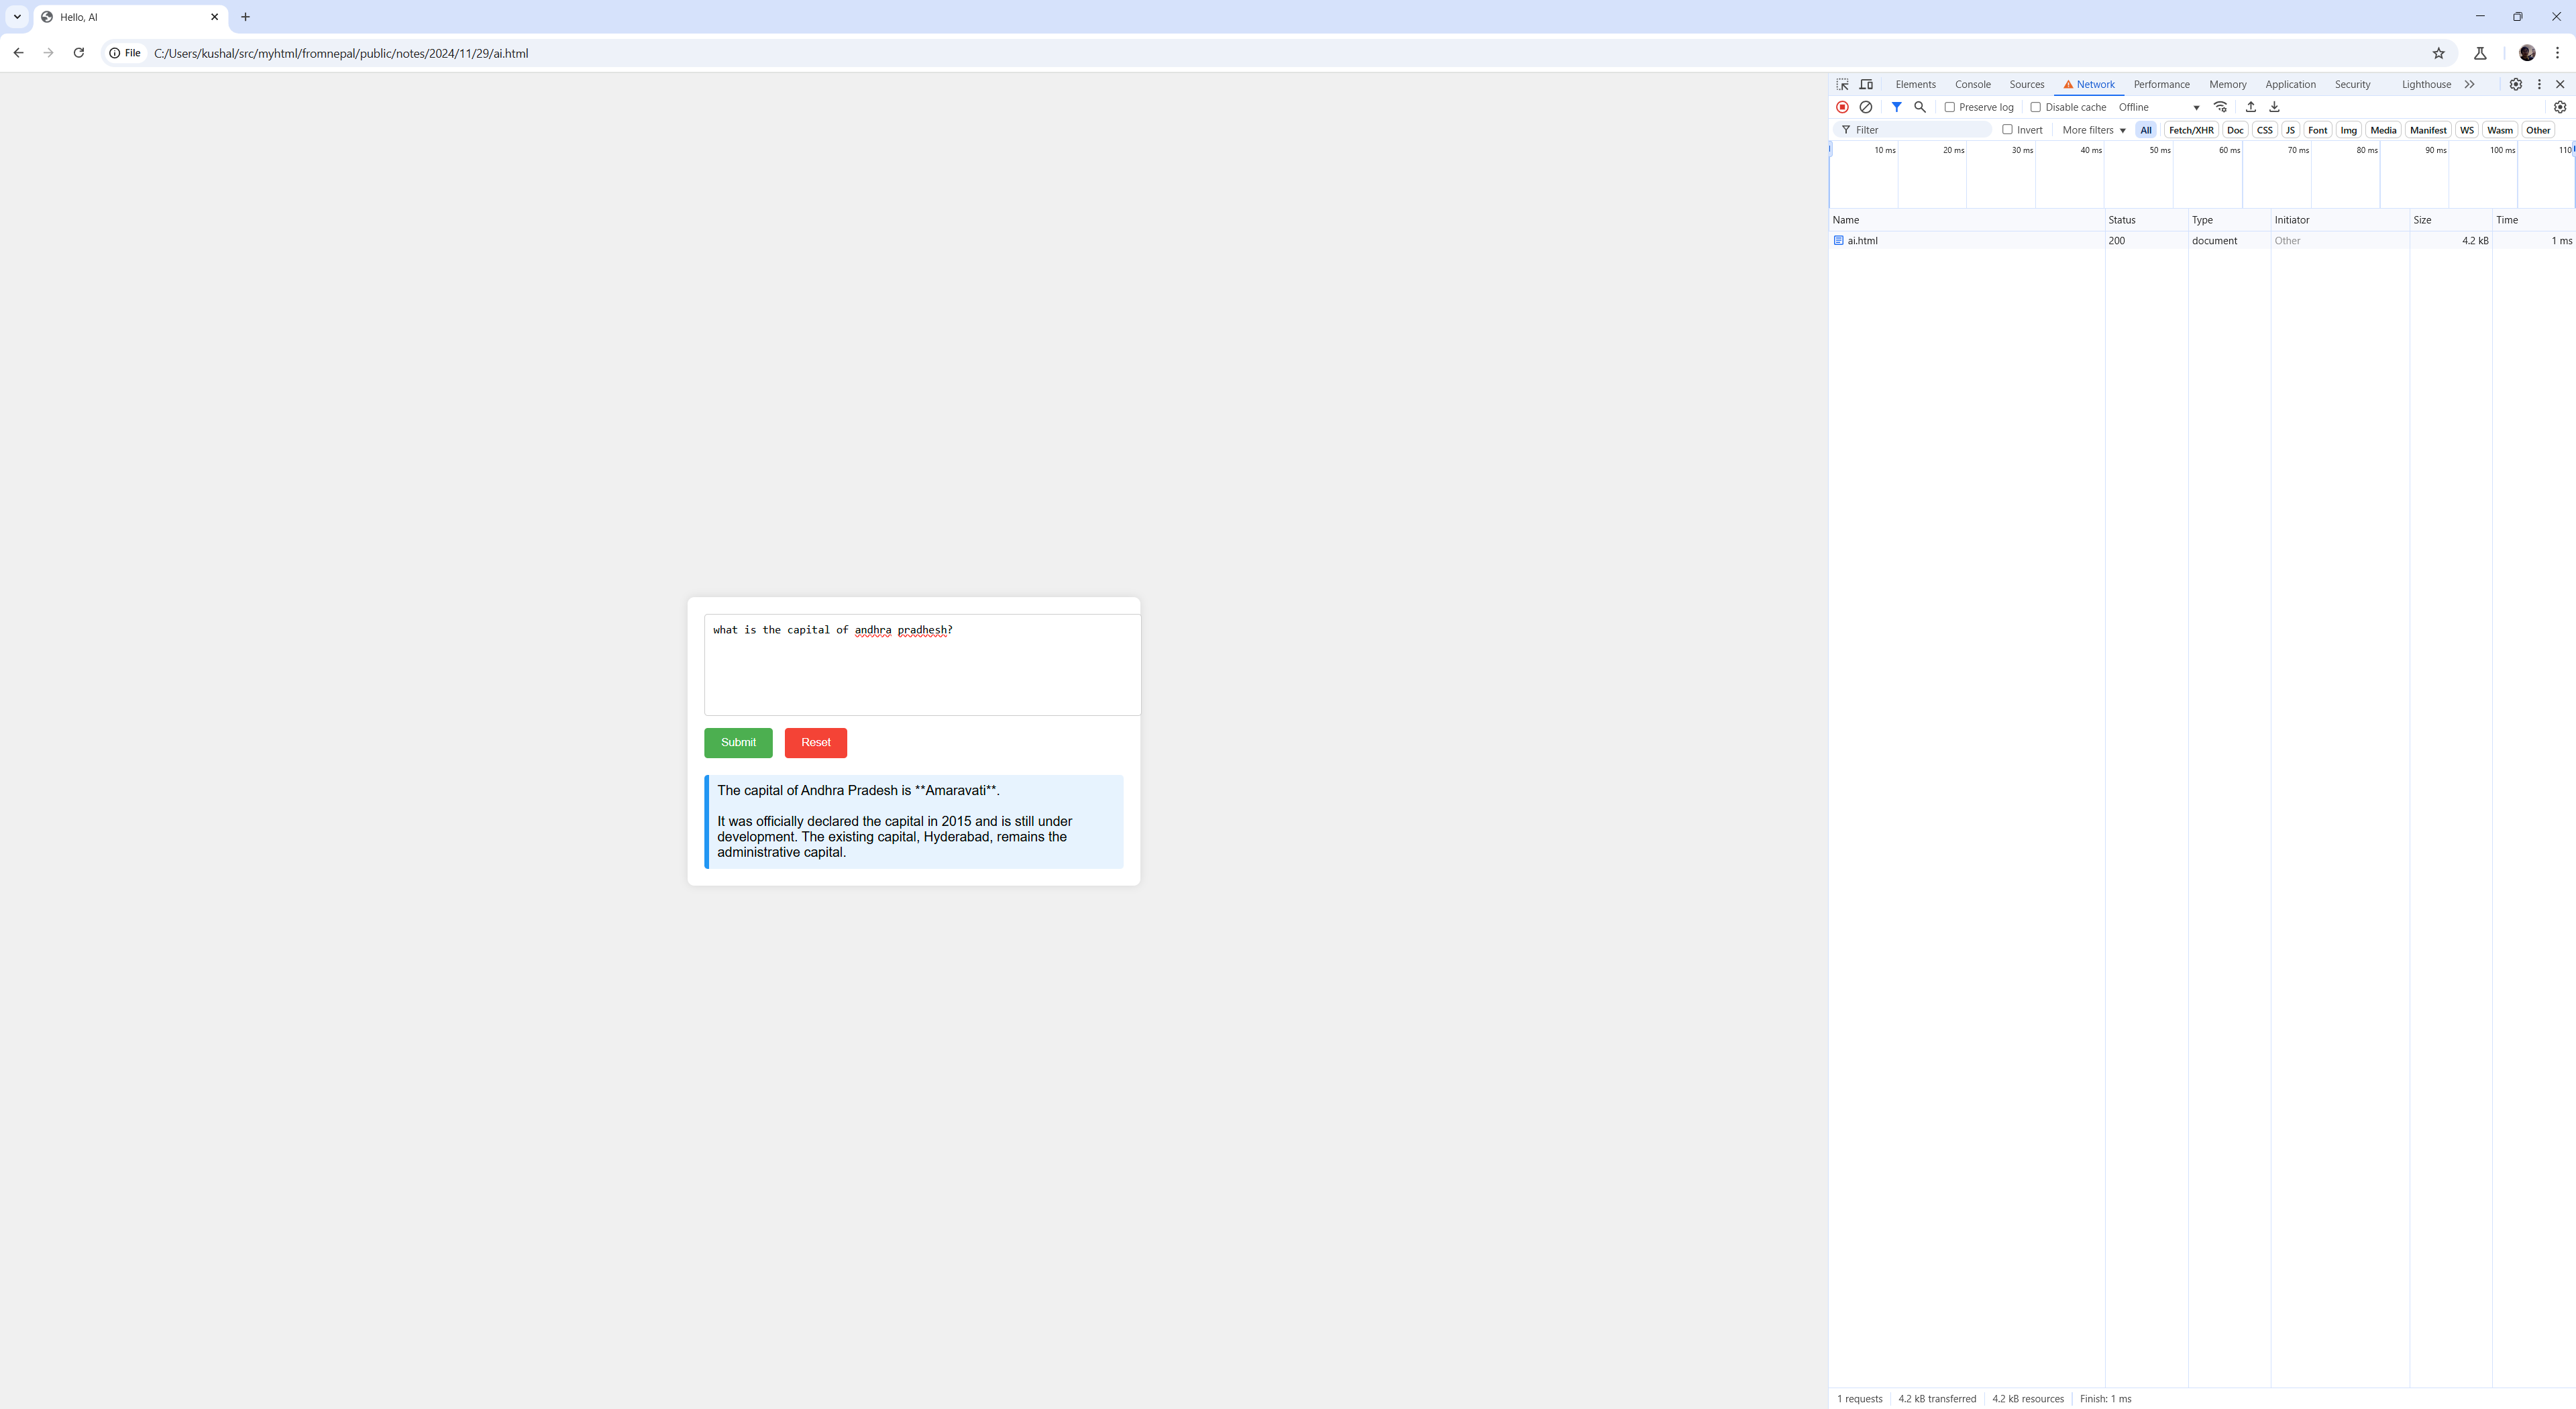 Hello, AI
File C:/Users/kushal/src/myhtml/fromnepal/public/notes/2024/11/29/ai.html
Elements Console Sources Network Performance Memory Application Security Lighthouse
Preserve log Disable cache Offline
Filter Invert More filters All Fetch/XHR Doc CSS JS Font Img Media Manifest WS Wasm Other
10 ms 20 ms 30 ms 40 ms 50 ms 60 ms 70 ms 80 ms 90 ms 100 ms 110
Name Status Type Initiator Size Time
ai.html 200 document Other 4.2 kB 1 ms
what is the capital of andhra pradhesh?
Submit Reset
The capital of Andhra Pradesh is **Amaravati**.
It was officially declared the capital in 2015 and is still under
development. The existing capital, Hyderabad, remains the
administrative capital.
1 requests 4.2 kB transferred 4.2 kB resources Finish: 1 ms